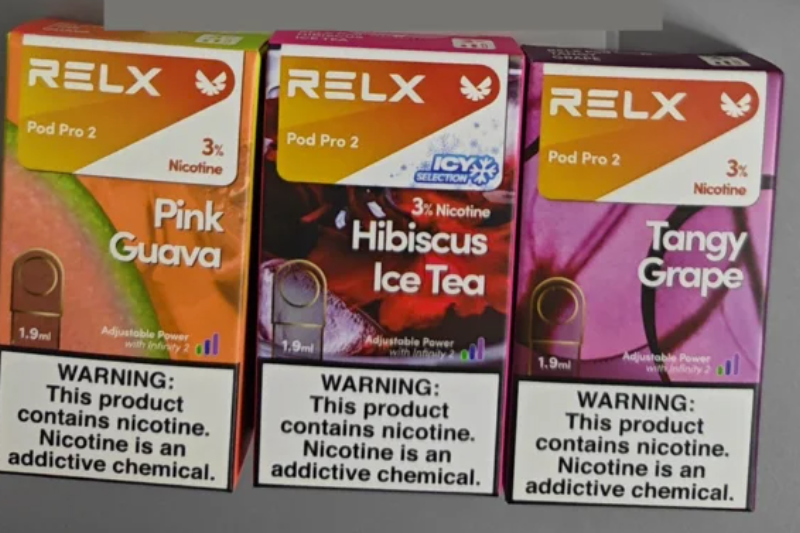 RELX
Pod Pro 2
3%
Nicotine
Pink
Guava
1.9ml
Adjustable Power
with Infinity 2
WARNING:
This product
contains nicotine.
Nicotine is an
addictive chemical.
ICE TEA
RELX
Pod Pro 2
ICY
SELECTION
3% Nicotine
Hibiscus
Ice Tea
1.9ml
Adjustable Power
with Infinity 2
WARNING:
This product
contains nicotine.
Nicotine is an
addictive chemical.
GRAPE
RELX
Pod Pro 2
3%
Nicotine
Tangy
Grape
1.9ml
Adjustable Power
with Infinity 2
WARNING:
This product
contains nicotine.
Nicotine is an
addictive chemical.